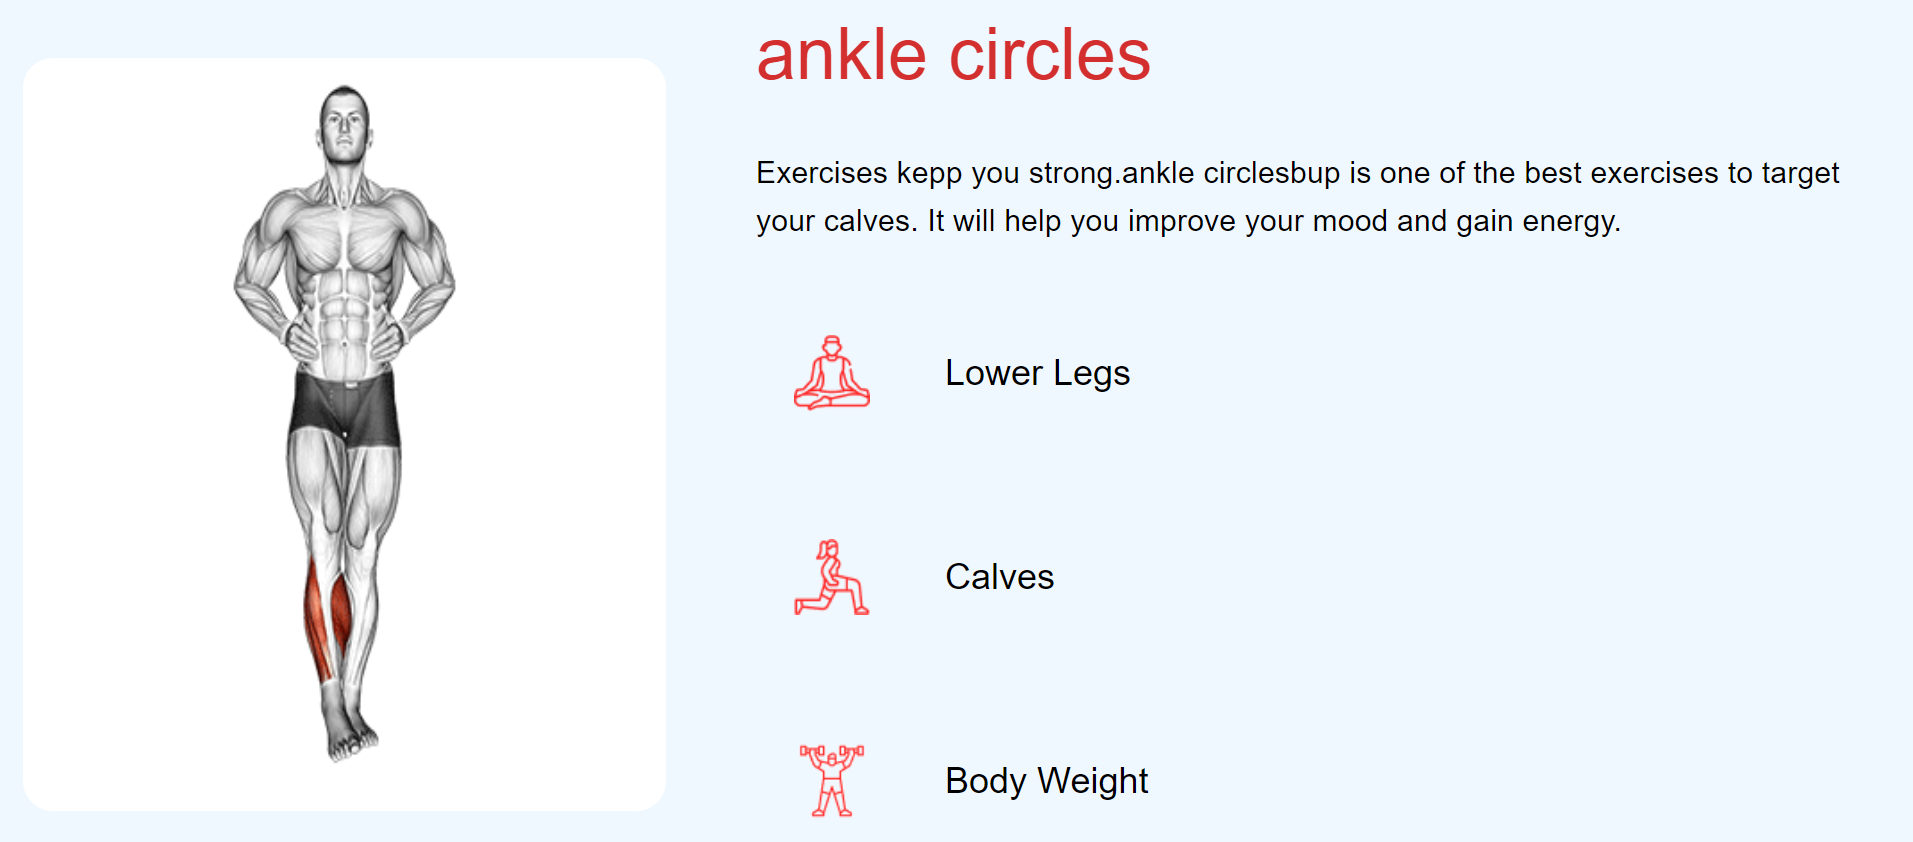 ankle circles
Exercises kepp you strong.ankle circlesbup is one of the best exercises to target
your calves. It will help you improve your mood and gain energy.
Lower Legs
Calves
Body Weight